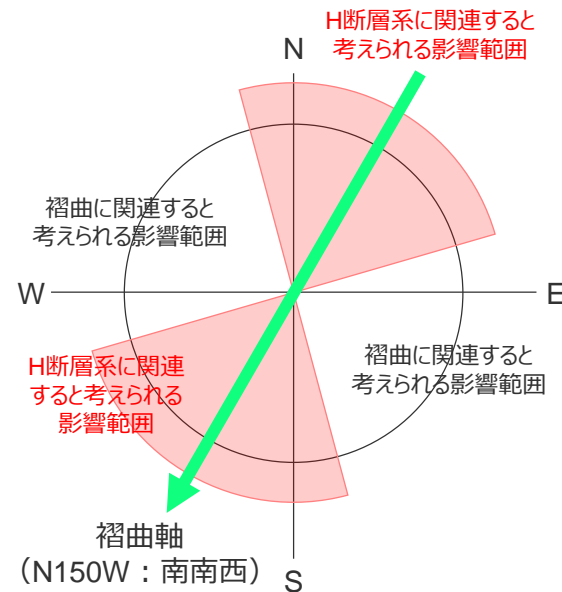 H断層系に関連すると
考えられる影響範囲
N
褶曲に関連すると
考えられる影響範囲
W
E
褶曲に関連すると
考えられる影響範囲
H断層系に関連
すると考えられる
影響範囲
褶曲軸
（N150W：南南西）
S